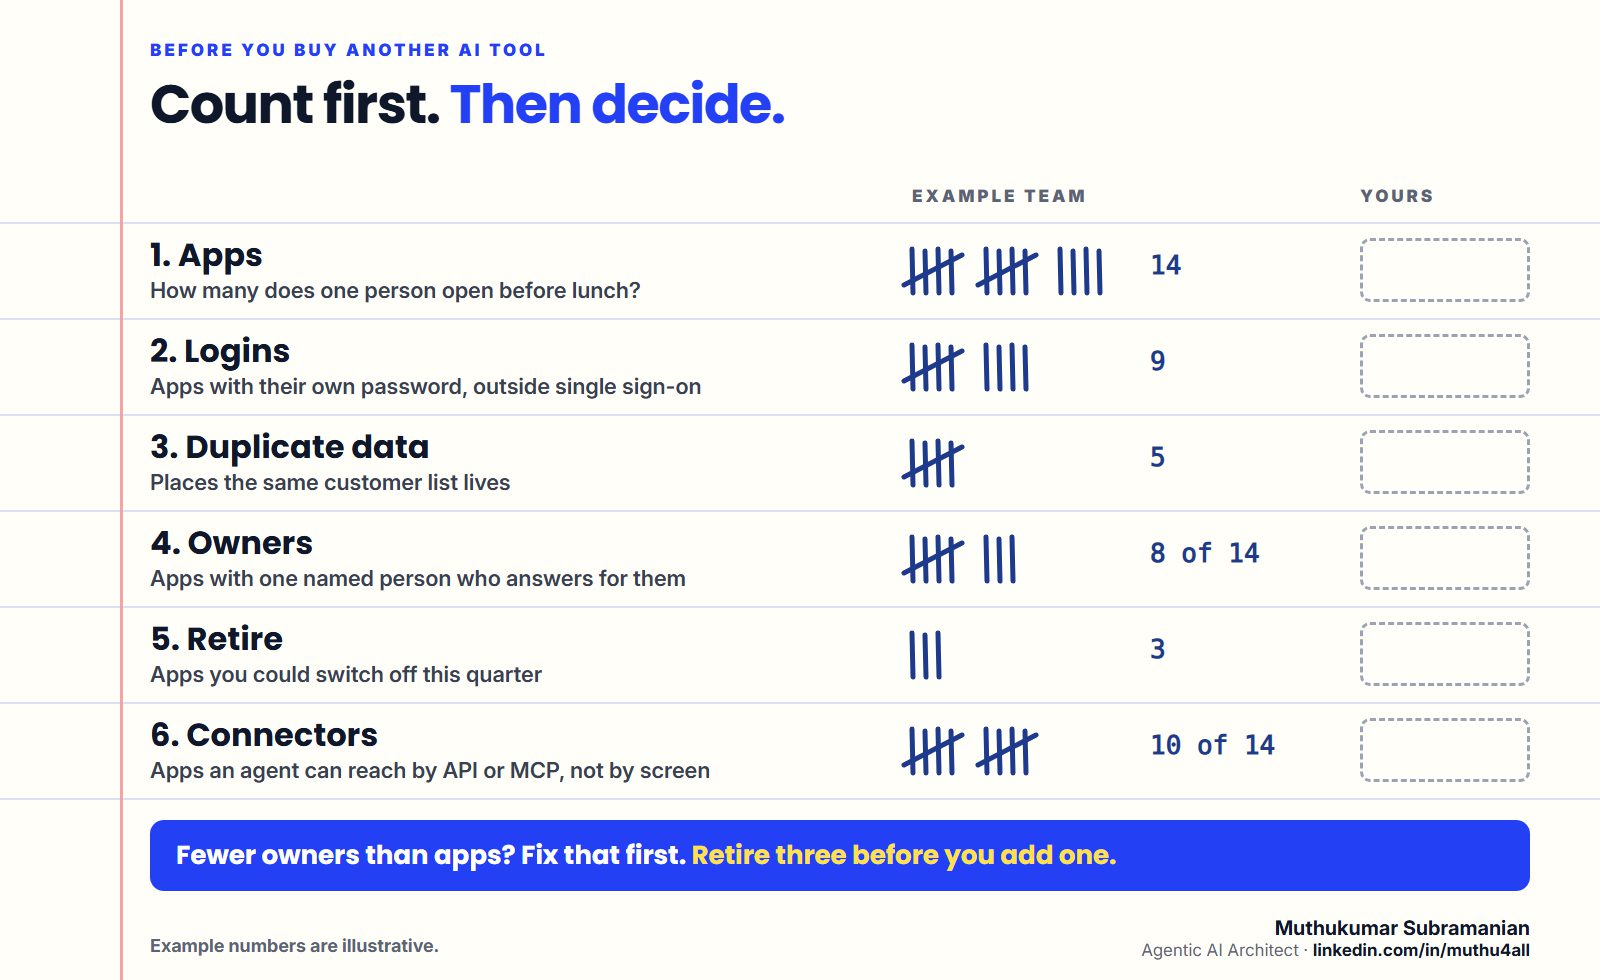 BEFORE YOU BUY ANOTHER AI TOOL
Count first. Then decide.
EXAMPLE TEAM YOURS
1. Apps
How many does one person open before lunch?
14
2. Logins
Apps with their own password, outside single sign-on
9
3. Duplicate data
Places the same customer list lives
5
4. Owners
Apps with one named person who answers for them
8 of 14
5. Retire
Apps you could switch off this quarter
3
6. Connectors
Apps an agent can reach by API or MCP, not by screen
10 of 14
Fewer owners than apps? Fix that first. Retire three before you add one.
Example numbers are illustrative.
Muthukumar Subramanian
Agentic AI Architect · linkedin.com/in/muthu4all